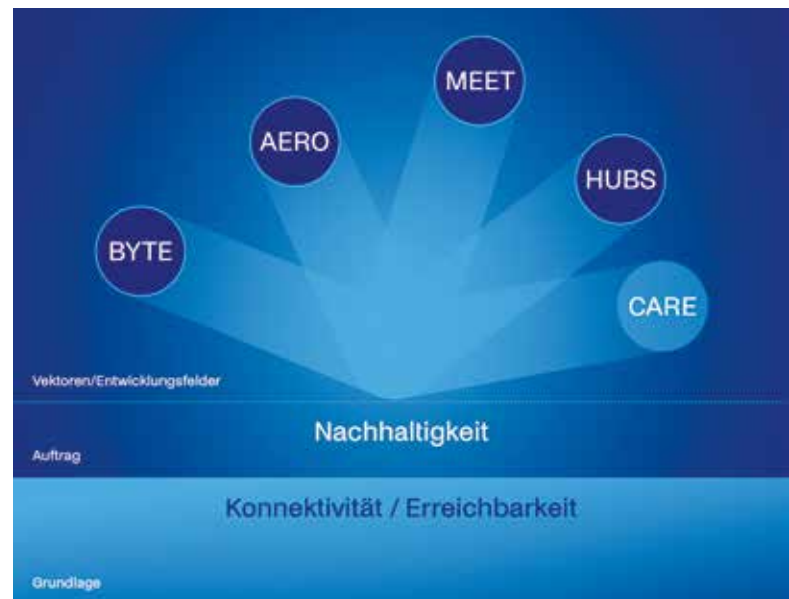 MEET
AERO
HUBS
BYTE
CARE
Vektoren/Entwicklungsfelder
Nachhaltigkeit
Auftrag
Konnektivität / Erreichbarkeit
Grundlage